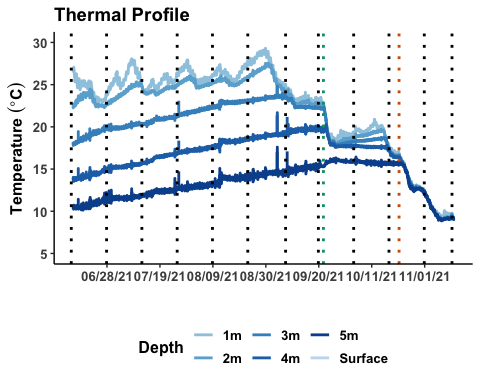 Thermal Profile
30
25
20
15
10
5
Temperature (°C)
06/28/21 07/19/21 08/09/21 08/30/21 09/20/21 10/11/21 11/01/21
Depth
1m 3m 5m
2m 4m Surface